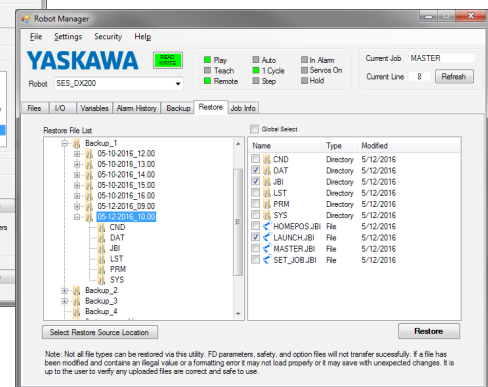 Robot Manager
File Settings Security Help
YASKAWA
READ
WRITE
Robot SES_DX200
Play Auto In Alarm
Teach 1 Cycle Servos On
Remote Step Hold
Current Job MASTER
Current Line 8 Refresh
Files I/O Variables Alarm History Backup Restore Job Info
Restore File List
Backup_1
05-10-2016_12.00
05-10-2016_13.00
05-10-2016_14.00
05-10-2016_15.00
05-10-2016_16.00
05-12-2016_09.00
05-12-2016_10.00
CND
DAT
JBI
LST
PRM
SYS
Backup_2
Backup_3
Backup_4
Global Select
Name Type Modified
CND Directory 5/12/2016
DAT Directory 5/12/2016
JBI Directory 5/12/2016
LST Directory 5/12/2016
PRM Directory 5/12/2016
SYS Directory 5/12/2016
HOMEPOS.JBI File 5/12/2016
LAUNCH.JBI File 5/12/2016
MASTER.JBI File 5/12/2016
SET_JOB.JBI File 5/12/2016
Select Restore Source Location
Restore
Note: Not all file types can be restored via this utility. FD parameters, safety, and option files will not transfer sucessfully. If a file has
been modified and contains an illegal value or a formatting error it may not load properly or it may save with unexpected changes. It is
up to the user to verify any uploaded files are correct and safe to use.